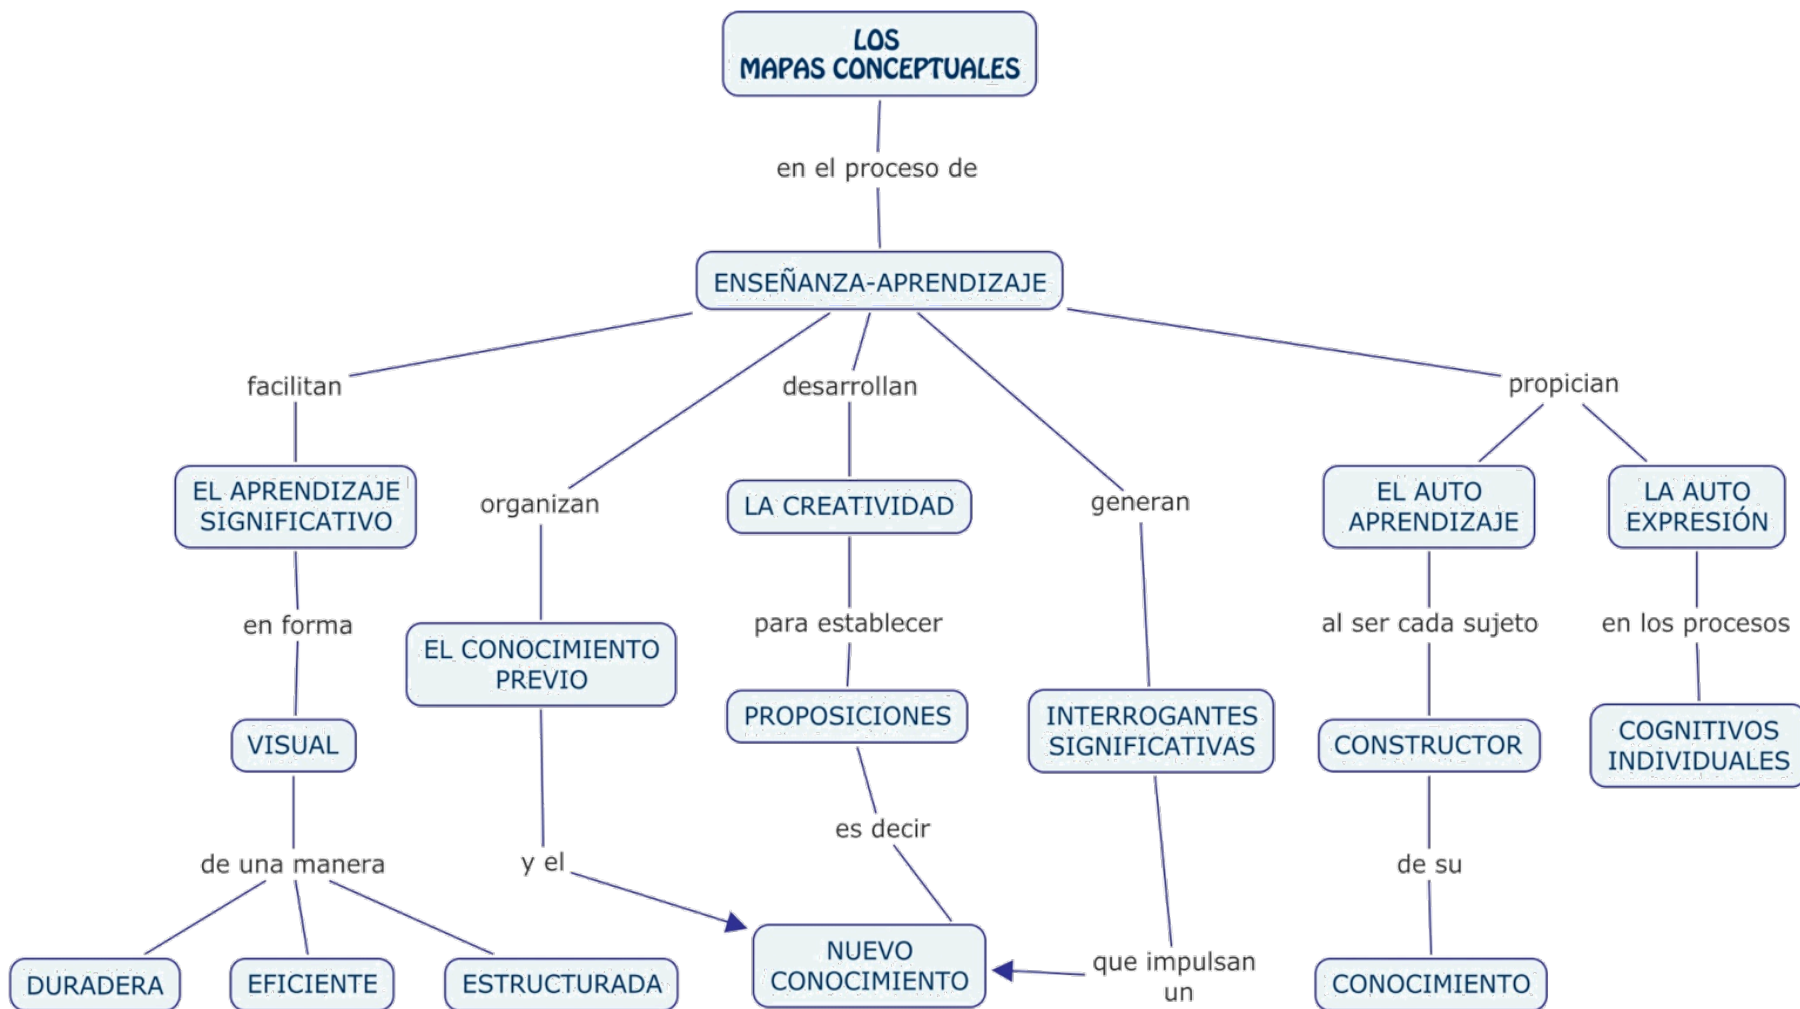 LOS
MAPAS CONCEPTUALES
en el proceso de
ENSEÑANZA-APRENDIZAJE
facilitan
desarrollan
propician
EL APRENDIZAJE
SIGNIFICATIVO
organizan
LA CREATIVIDAD
generan
EL AUTO
APRENDIZAJE
LA AUTO
EXPRESIÓN
en forma
EL CONOCIMIENTO
PREVIO
para establecer
al ser cada sujeto
en los procesos
VISUAL
PROPOSICIONES
INTERROGANTES
SIGNIFICATIVAS
CONSTRUCTOR
COGNITIVOS
INDIVIDUALES
de una manera
y el
es decir
de su
DURADERA
EFICIENTE
ESTRUCTURADA
NUEVO
CONOCIMIENTO
que impulsan
un
CONOCIMIENTO